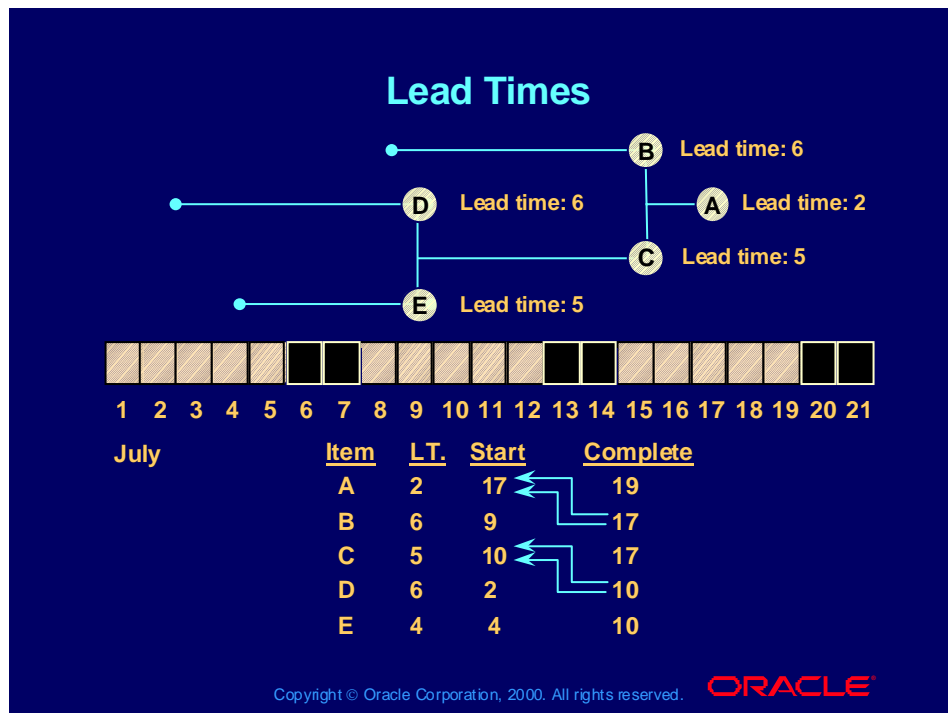 Lead Times
B Lead time: 6
D Lead time: 6 A Lead time: 2
C Lead time: 5
E Lead time: 5
1 2 3 4 5 6 7 8 9 10 11 12 13 14 15 16 17 18 19 20 21
July
Item L.T. Start Complete
A 2 17 19
B 6 9 17
C 5 10 17
D 6 2 10
E 4 4 10
Copyright © Oracle Corporation, 2000. All rights reserved. ORACLE®